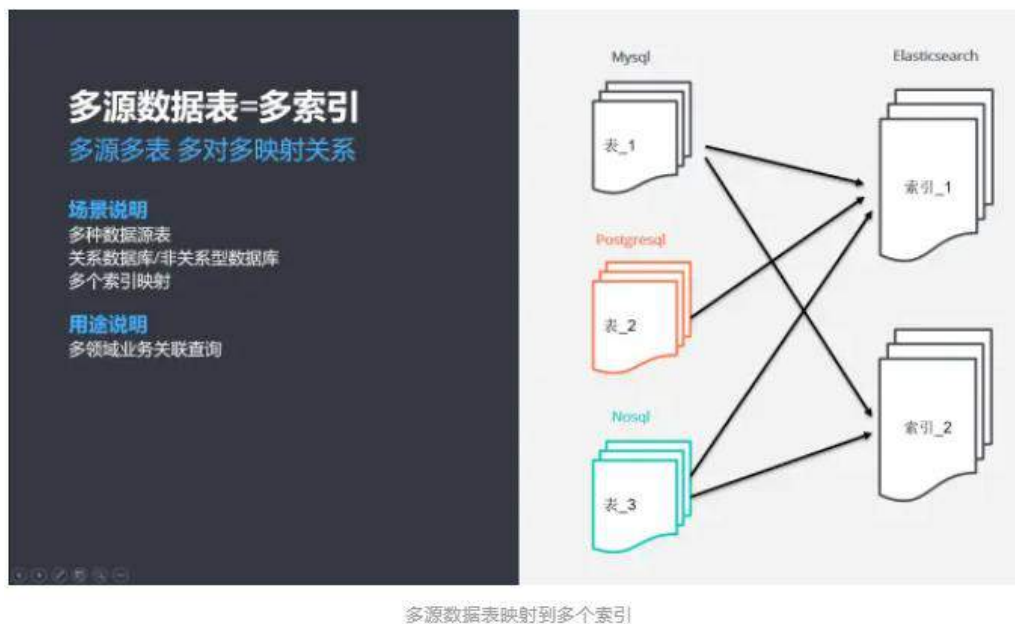 多源数据表=多索引
多源多表 多对多映射关系
场景说明
多种数据源表
关系数据库/非关系型数据库
多个索引映射
用途说明
多领域业务关联查询
Mysql
表_1
Postgresql
表_2
Nosql
表_3
Elasticsearch
索引_1
索引_2
多源数据表映射到多个索引